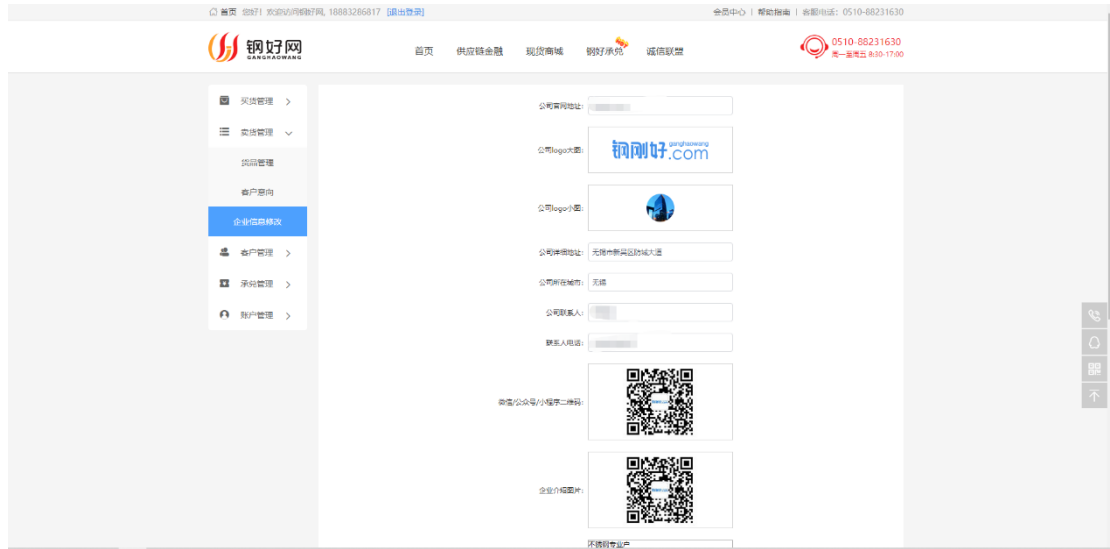 首页 您好！欢迎访问钢好网, 18883286817 [退出登录]
会员中心 | 帮助指南 | 客服电话：0510-88231630
钢好网
GANGHAOWANG
首页 供应链金融 现货商城 钢好承兑 诚信联盟
0510-88231630
周一至周五 8:30-17:00
买货管理
卖货管理
货品管理
客户意向
企业信息修改
客户管理
承兑管理
账户管理
公司官网地址：
公司logo大图：
钢刚好.com
ganghaowang
公司logo小图：
公司详细地址： 无锡市新吴区防城大道
公司所在城市： 无锡
公司联系人：
联系人电话：
微信/公众号/小程序二维码：
企业介绍图片：
不锈钢专业户